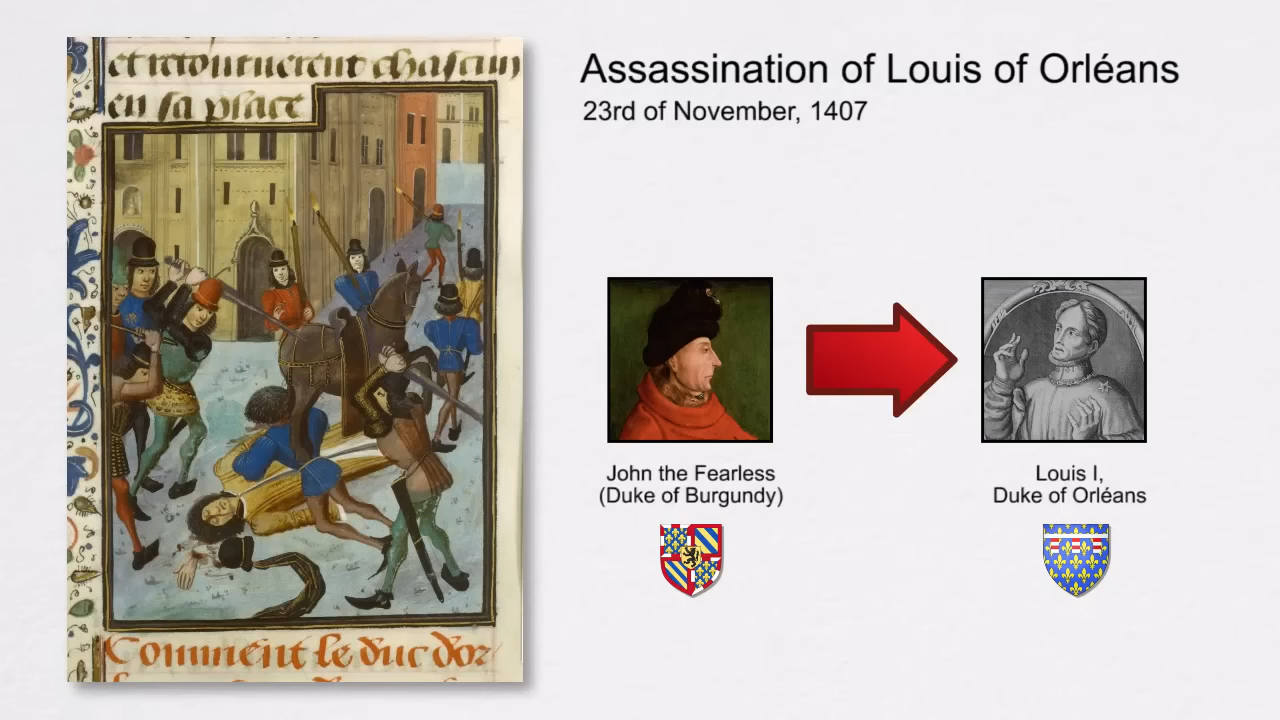 et retournerent chascun
en sa place
Comment le duc dor
Assassination of Louis of Orléans
23rd of November, 1407
John the Fearless
(Duke of Burgundy)
Louis I,
Duke of Orléans